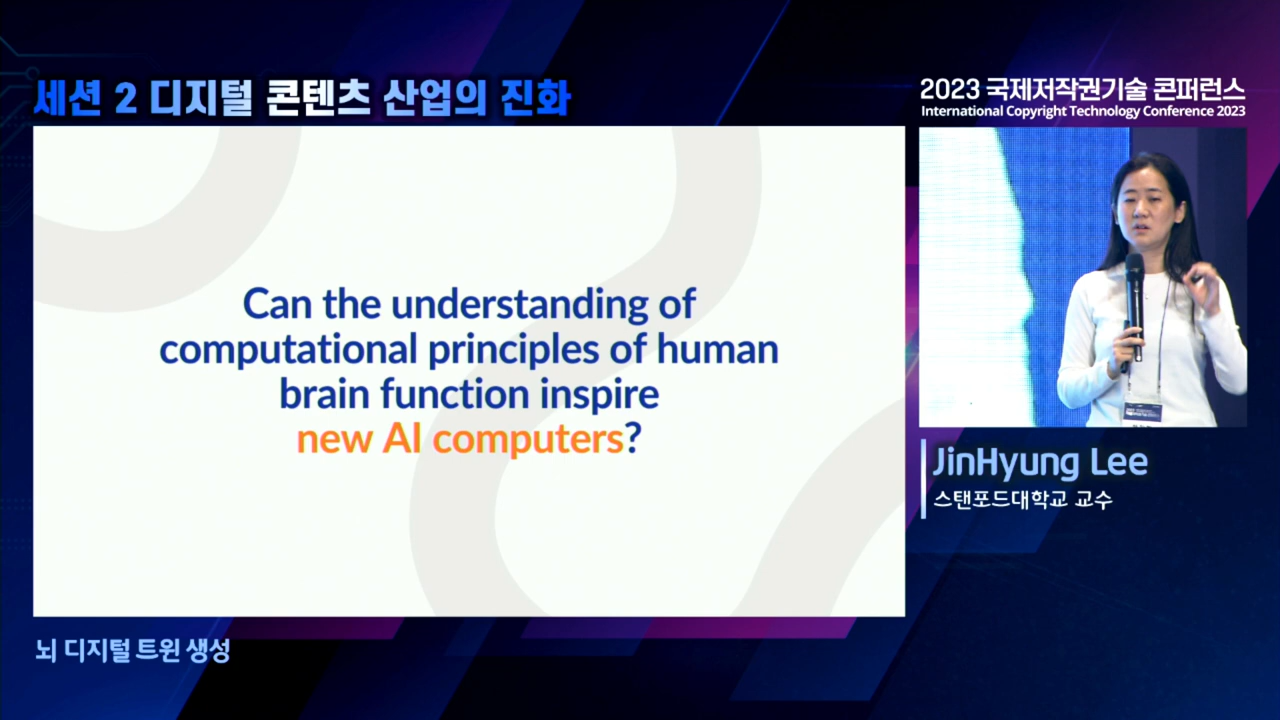 세션 2 디지털 콘텐츠 산업의 진화
2023 국제저작권기술 콘퍼런스
International Copyright Technology Conference 2023
Can the understanding of
computational principles of human
brain function inspire
new AI computers?
JinHyung Lee
스탠포드대학교 교수
뇌 디지털 트윈 생성